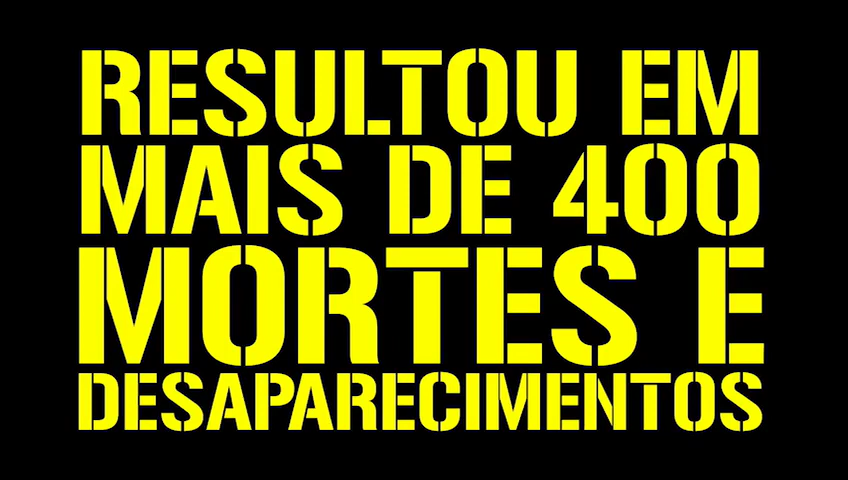 RESULTOU EM
MAIS DE 400
MORTES E
DESAPARECIMENTOS